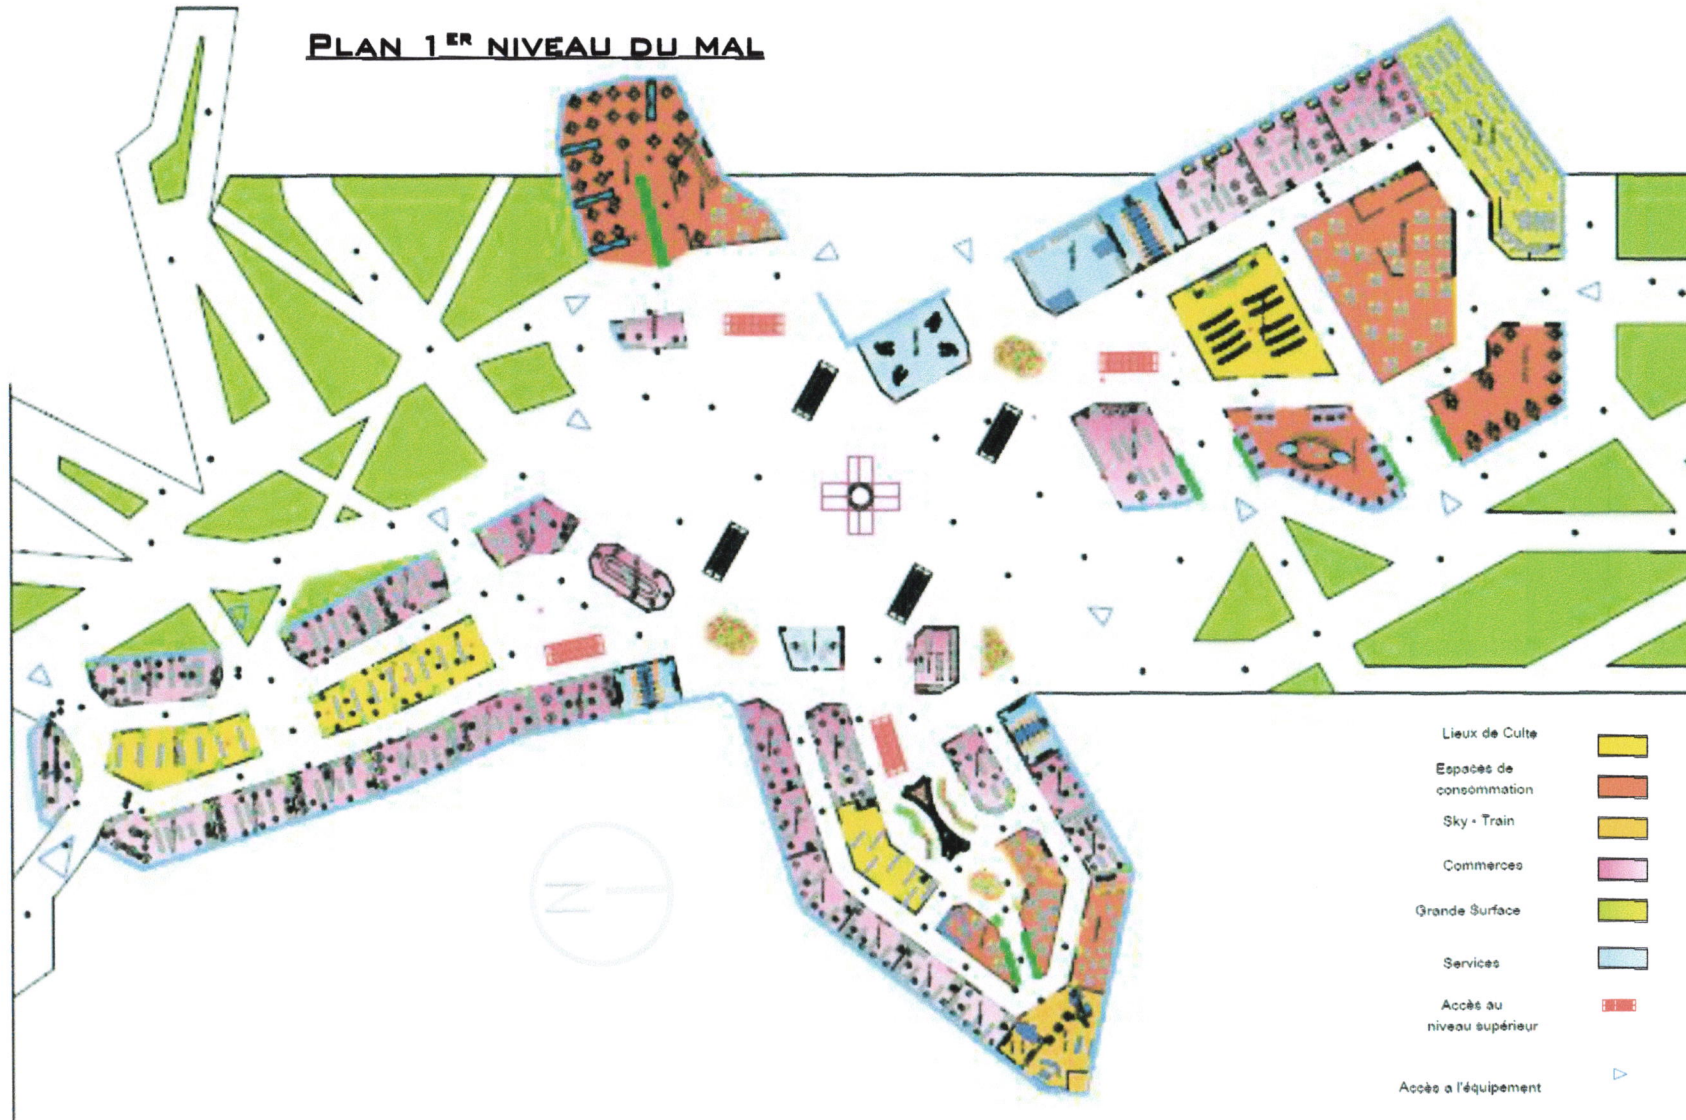 PLAN 1ER NIVEAU DU MAL
Lieux de Culte
Espaces de
consommation
Sky - Train
Commerces
Grande Surface
Services
Accès au
niveau supérieur
Accès a l'équipement
N